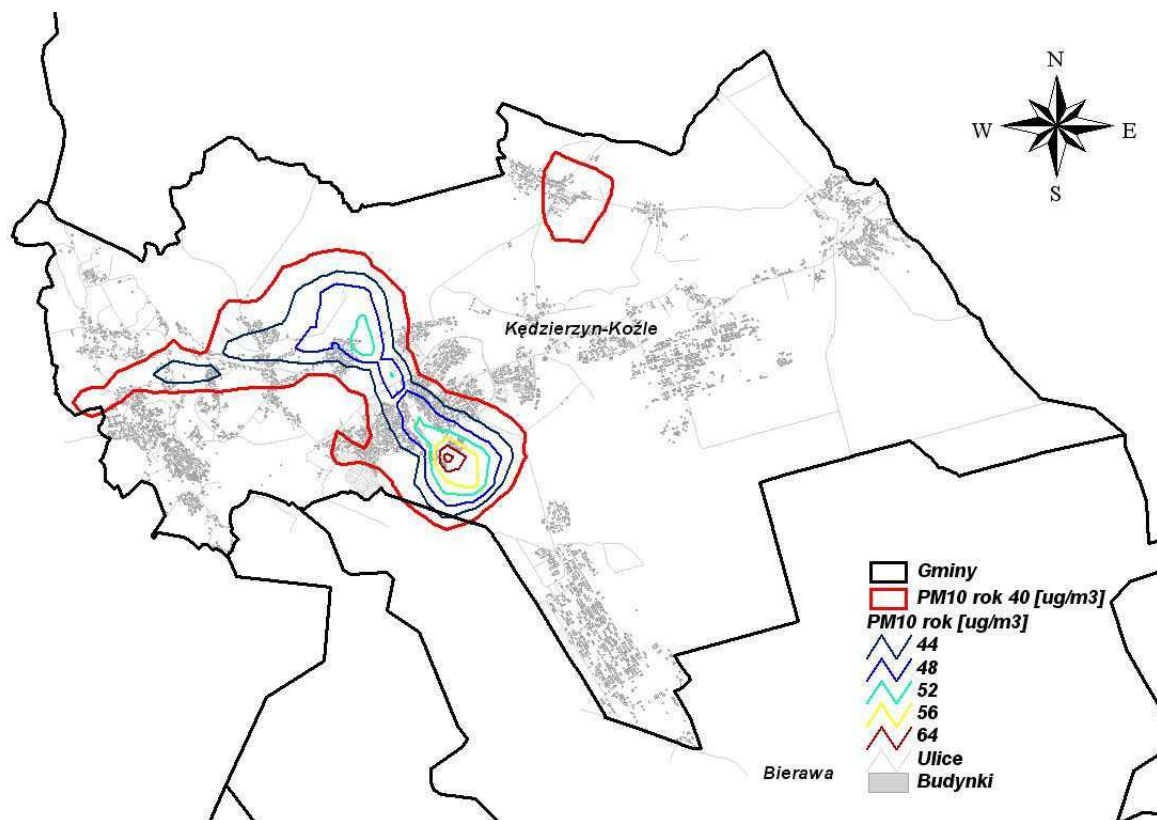 N
W
E
S
Kędzierzyn-Koźle
Gminy
PM10 rok 40 [ug/m3]
PM10 rok [ug/m3]
44
48
52
56
64
Ulice
Budynki
Bierawa